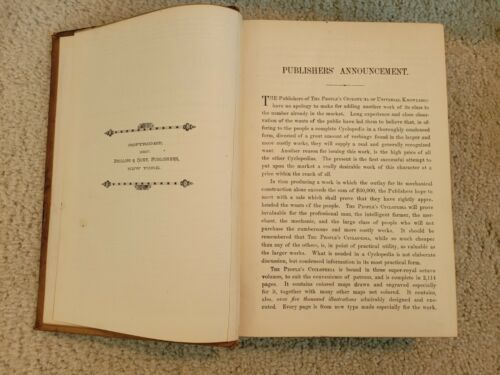 COPYRIGHT,
PHILLIPS & HUNT, PUBLISHERS,
NEW YORK.
PUBLISHERS' ANNOUNCEMENT.
THE Publishers of THE PEOPLE'S CYCLOPEDIA OF UNIVERSAL KNOWLEDGE
have no apology to make for adding another work of its class to
the number already in the market. Long experience and close obser-
vation of the wants of the public have led them to believe that, in of-
fering to the people a complete Cyclopedia in a thoroughly condensed
form, divested of a great amount of verbiage found in the larger and
more costly works, they will supply a real and generally recognized
want. Another reason for issuing this work, is the high price of all
the other Cyclopedias. The present is the first successful attempt to
put upon the market a really desirable work of this character at a
price within the reach of all.
In time producing a work in which the outlay for its mechanical
construction alone exceeds the sum of $50,000, the Publishers hope to
meet with a sale which shall prove that they have rightly appre-
hended the wants of the people. THE PEOPLE'S CYCLOPEDIA will prove
invaluable for the professional man, the intelligent farmer, the mer-
chant, the mechanic, and the large class of people who will not
purchase the cumbersome and more costly works. It should be
remembered that THE PEOPLE'S CYCLOPEDIA, while so much cheaper
than any of the others, is, in point of practical utility, as valuable
as the larger. What is needed in a Cyclopedia is not elaborate
discussion, but condensed information in its most practical form.
THE PEOPLE'S CYCLOPEDIA is bound in three super-royal octavo
volumes, to suit the convenience of patrons, and is complete in 2,114
pages. It contains colored maps drawn and engraved especially
for it, together with many other maps not colored. It contains,
also, over five thousand illustrations admirably designed and exe-
cuted. Every page is from new type made especially for the work.